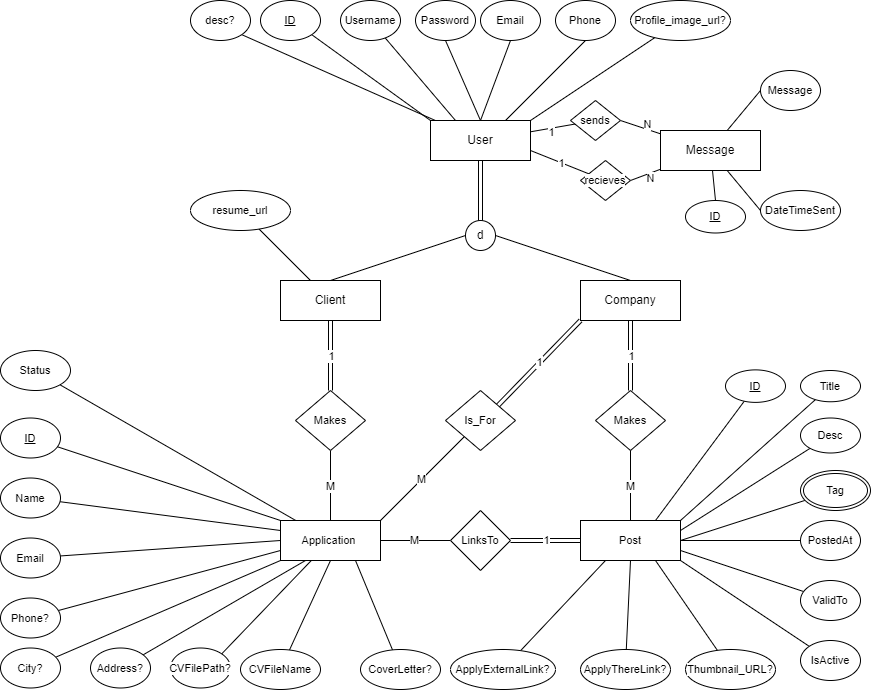 desc?
ID
Username
Password
Email
Phone
Profile_image_url?
Message
sends
1
N
User
Message
1
recieves
N
resume_url
ID
DateTimeSent
d
Client
Company
1
1
1
Status
ID
Title
Makes
Is_For
Makes
ID
Desc
M
M
M
Tag
Name
Application
M
LinksTo
1
Post
PostedAt
Email
ValidTo
Phone?
City?
Address?
CVFilePath?
CVFileName
CoverLetter?
ApplyExternalLink?
ApplyThereLink?
Thumbnail_URL?
IsActive